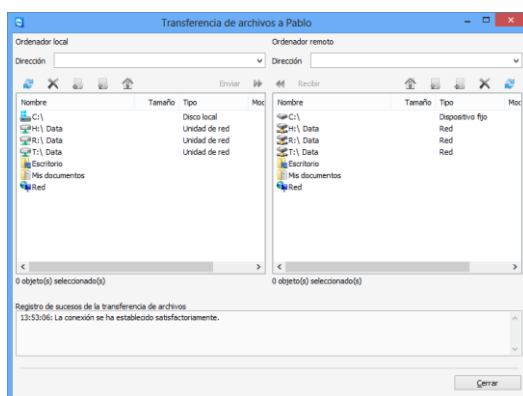 Transferencia de archivos a Pablo
Ordenador local
Dirección
Enviar
Nombre Tamaño Tipo Moc
C:\ Disco local
H:\ Data Unidad de red
R:\ Data Unidad de red
T:\ Data Unidad de red
Escritorio
Mis documentos
Red
0 objeto(s) seleccionado(s)
Ordenador remoto
Dirección
Recibir
Nombre Tamaño Tipo Moc
C:\ Dispositivo fijo
H:\ Data Red
R:\ Data Red
T:\ Data Red
Escritorio
Mis documentos
Red
0 objeto(s) seleccionado(s)
Registro de sucesos de la transferencia de archivos
13:53:06: La conexión se ha establecido satisfactoriamente.
Cerrar